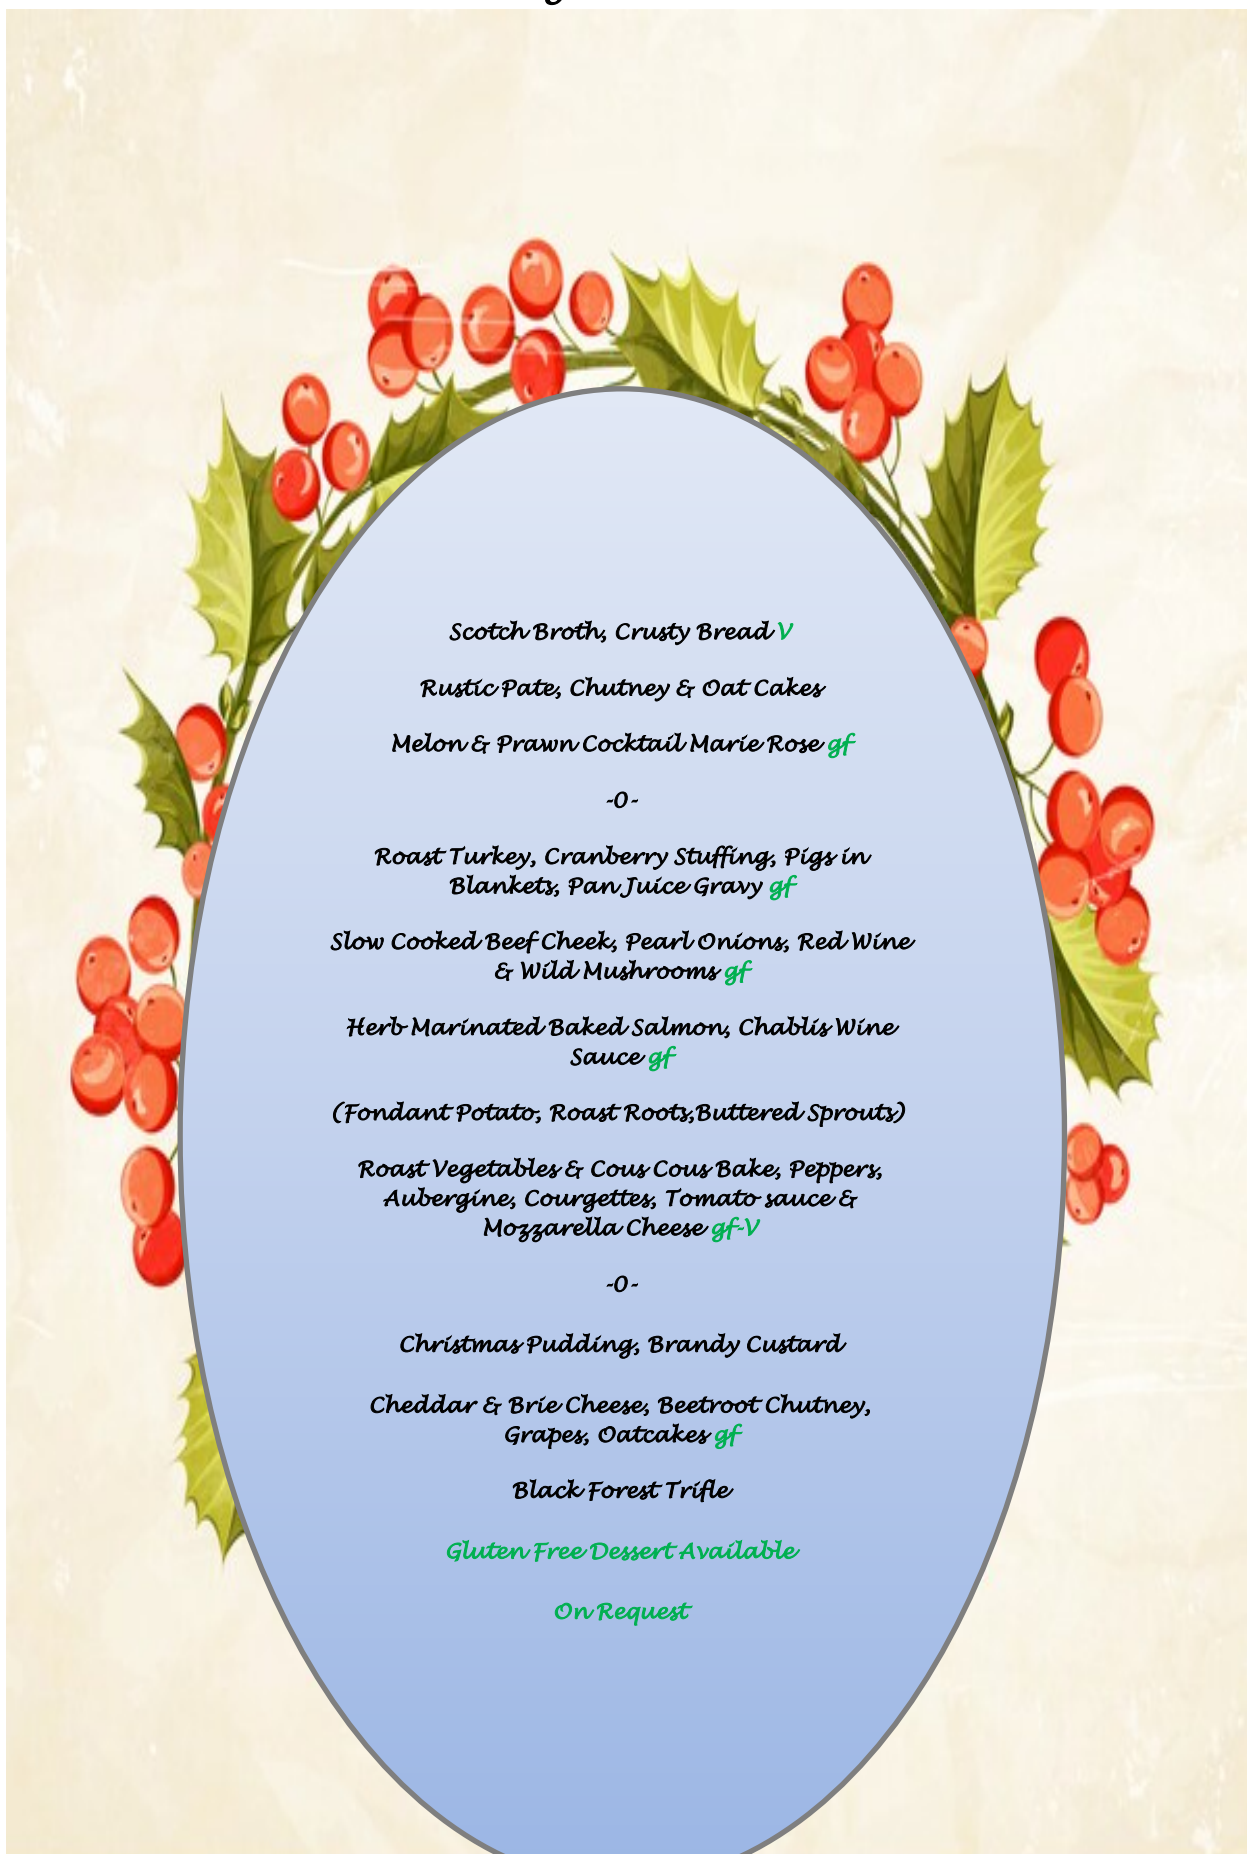 Scotch Broth, Crusty Bread V
Rustic Pate, Chutney & Oat Cakes
Melon & Prawn Cocktail Marie Rose gf
-0-
Roast Turkey, Cranberry Stuffing, Pigs in
Blankets, Pan Juice Gravy gf
Slow Cooked Beef Cheek, Pearl Onions, Red Wine
& Wild Mushrooms gf
Herb Marinated Baked Salmon, Chablis Wine
Sauce gf
(Fondant Potato, Roast Roots,Buttered Sprouts)
Roast Vegetables & Cous Cous Bake, Peppers,
Aubergine, Courgettes, Tomato sauce &
Mozzarella Cheese gf-V
-0-
Christmas Pudding, Brandy Custard
Cheddar & Brie Cheese, Beetroot Chutney,
Grapes, Oatcakes gf
Black Forest Trifle
Gluten Free Dessert Available
On Request